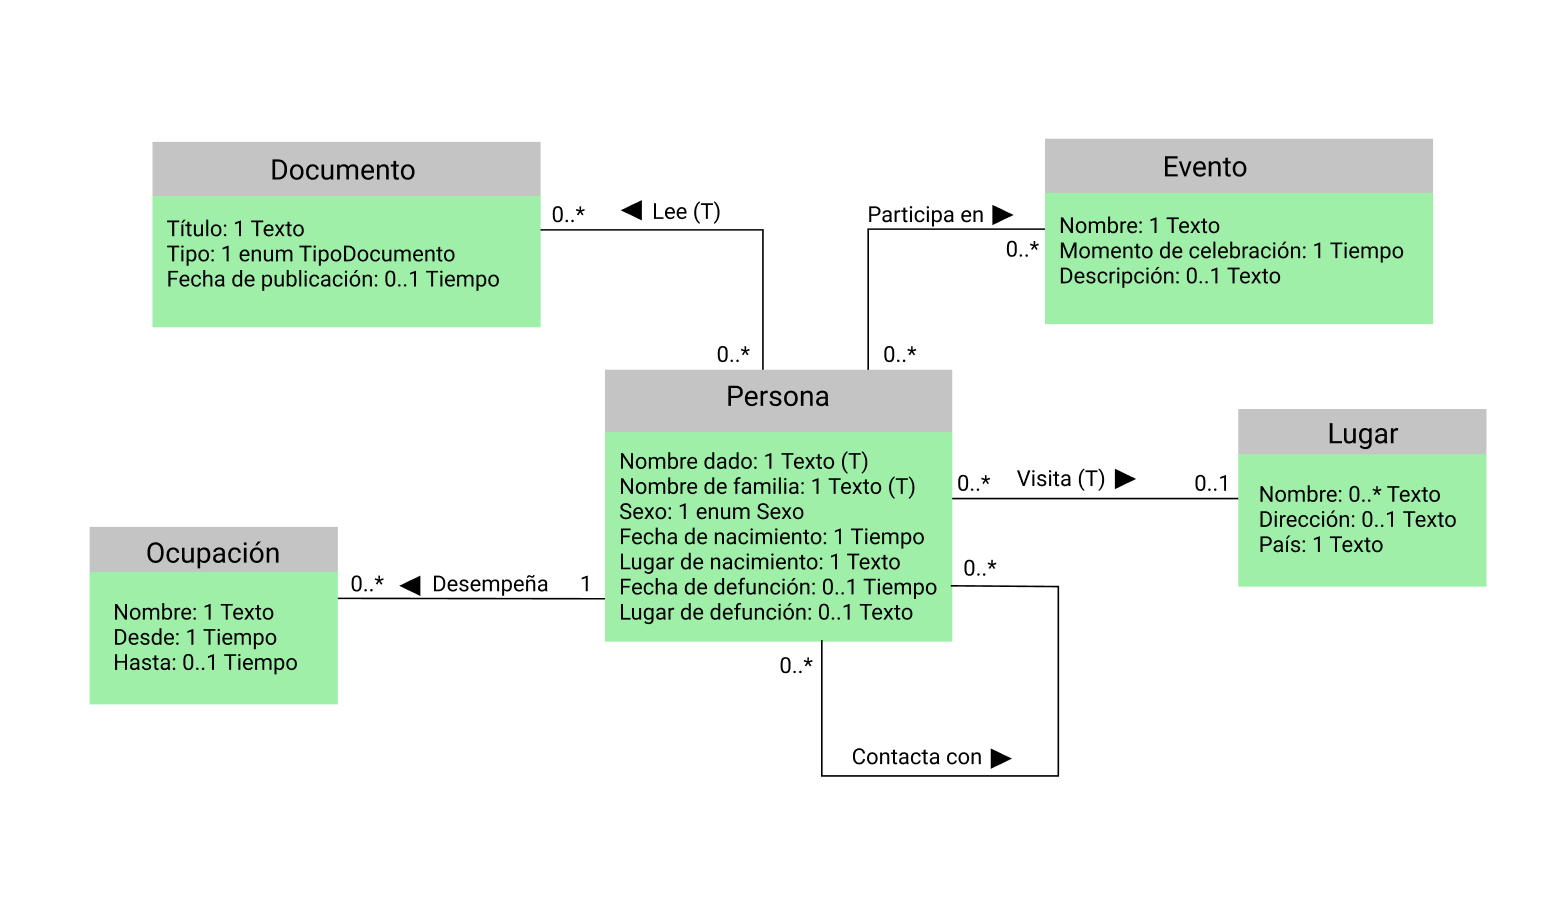 Documento
Título: 1 Texto
Tipo: 1 enum TipoDocumento
Fecha de publicación: 0..1 Tiempo
0..*
Lee (T)
0..*
Evento
Nombre: 1 Texto
Momento de celebración: 1 Tiempo
Descripción: 0..1 Texto
Participa en
0..*
0..*
Persona
Nombre dado: 1 Texto (T)
Nombre de familia: 1 Texto (T)
Sexo: 1 enum Sexo
Fecha de nacimiento: 1 Tiempo
Lugar de nacimiento: 1 Texto
Fecha de defunción: 0..1 Tiempo
Lugar de defunción: 0..1 Texto
0..*
Visita (T)
0..1
Lugar
Nombre: 0..* Texto
Dirección: 0..1 Texto
País: 1 Texto
Ocupación
Nombre: 1 Texto
Desde: 1 Tiempo
Hasta: 0..1 Tiempo
0..*
Desempeña
1
0..*
0..*
Contacta con